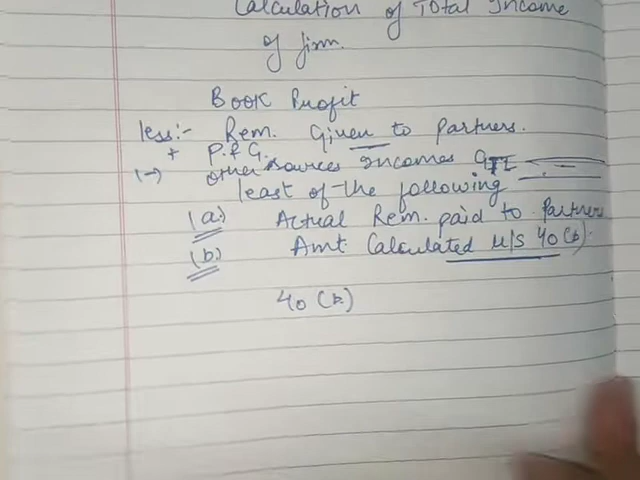 Calculation of Total Income
of firm.
Book Profit
less:- Rem. Given to Partners.
+ P.f G.
(-) other sources Incomes GTI
least of the following
(a.) Actual Rem. paid to Partners
(b.) Amt Calculated u/s 40(b).
40(b)